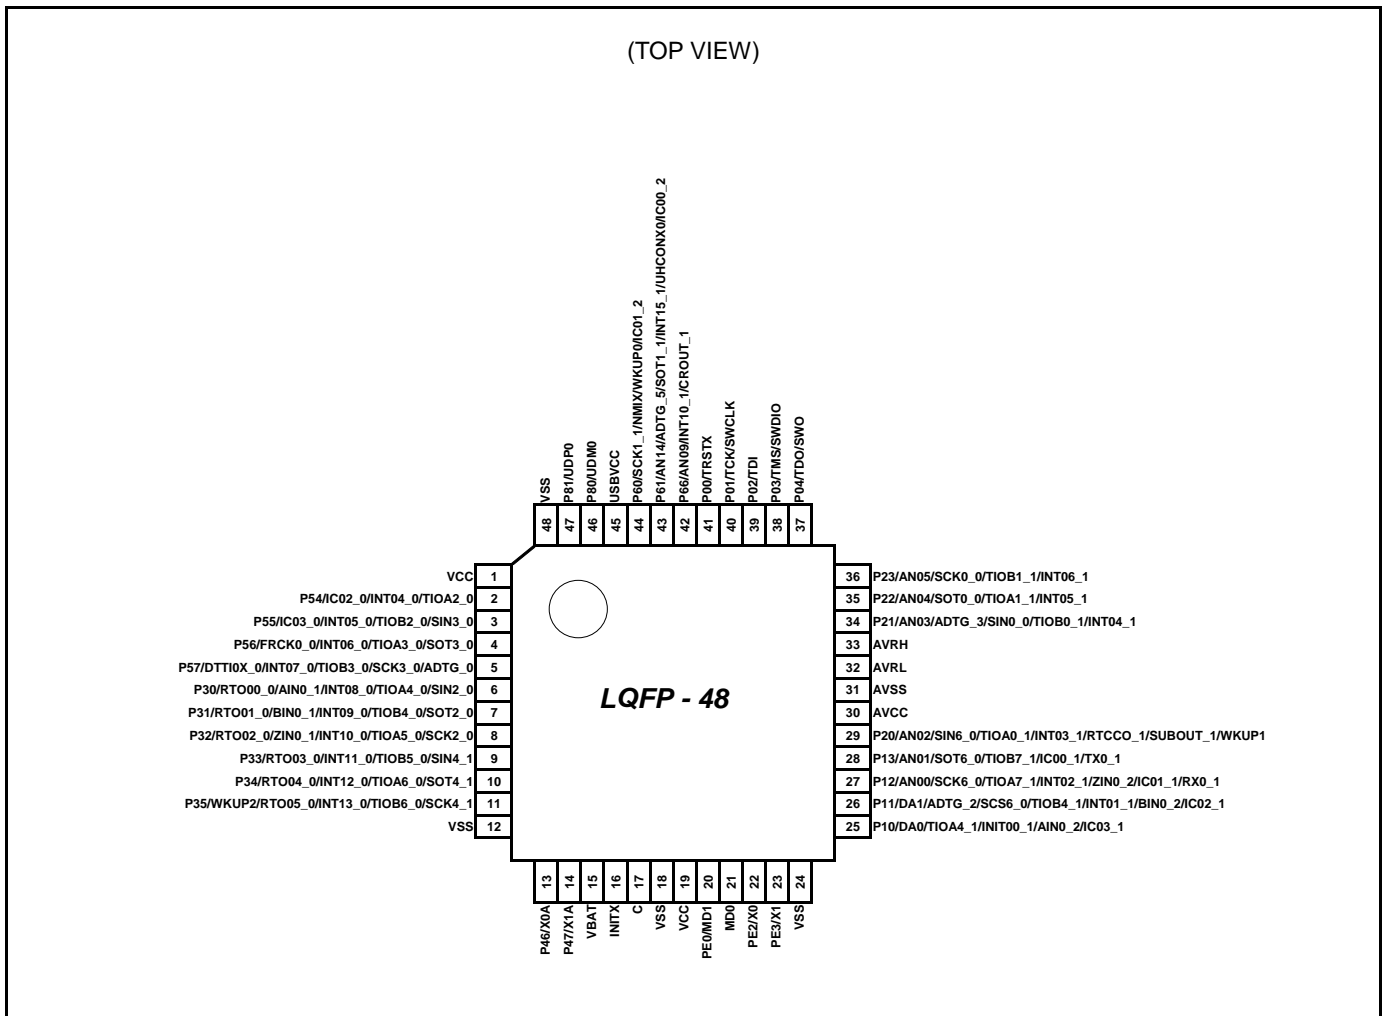 (TOP VIEW)
VSS
P81/UDP0
P80/UDM0
USBVCC
P60/SCK1_1/NMIX/WKUP0/IC01_2
P61/AN14/ADTG_5/SOT1_1/INT15_1/UHCONX0/IC00_2
P66/AN09/INT10_1/CROUT_1
P00/TRSTX
P01/TCK/SWCLK
P02/TDI
P03/TMS/SWDIO
P04/TDO/SWO
48
47
46
45
44
43
42
41
40
39
38
37
VCC 1
P54/IC02_0/INT04_0/TIOA2_0 2
P55/IC03_0/INT05_0/TIOB2_0/SIN3_0 3
P56/FRCK0_0/INT06_0/TIOA3_0/SOT3_0 4
P57/DTTI0X_0/INT07_0/TIOB3_0/SCK3_0/ADTG_0 5
P30/RTO00_0/AIN0_1/INT08_0/TIOA4_0/SIN2_0 6
P31/RTO01_0/BIN0_1/INT09_0/TIOB4_0/SOT2_0 7
P32/RTO02_0/ZIN0_1/INT10_0/TIOA5_0/SCK2_0 8
P33/RTO03_0/INT11_0/TIOB5_0/SIN4_1 9
P34/RTO04_0/INT12_0/TIOA6_0/SOT4_1 10
P35/WKUP2/RTO05_0/INT13_0/TIOB6_0/SCK4_1 11
VSS 12
LQFP - 48
36 P23/AN05/SCK0_0/TIOB1_1/INT06_1
35 P22/AN04/SOT0_0/TIOA1_1/INT05_1
34 P21/AN03/ADTG_3/SIN0_0/TIOB0_1/INT04_1
33 AVRH
32 AVRL
31 AVSS
30 AVCC
29 P20/AN02/SIN6_0/TIOA0_1/INT03_1/RTCCO_1/SUBOUT_1/WKUP1
28 P13/AN01/SOT6_0/TIOB7_1/IC00_1/TX0_1
27 P12/AN00/SCK6_0/TIOA7_1/INT02_1/ZIN0_2/IC01_1/RX0_1
26 P11/DA1/ADTG_2/SCS6_0/TIOB4_1/INT01_1/BIN0_2/IC02_1
25 P10/DA0/TIOA4_1/INIT00_1/AIN0_2/IC03_1
13
14
15
16
17
18
19
20
21
22
23
24
P46/X0A
P47/X1A
VBAT
INITX
C
VSS
VCC
PE0/MD1
MD0
PE2/X0
PE3/X1
VSS